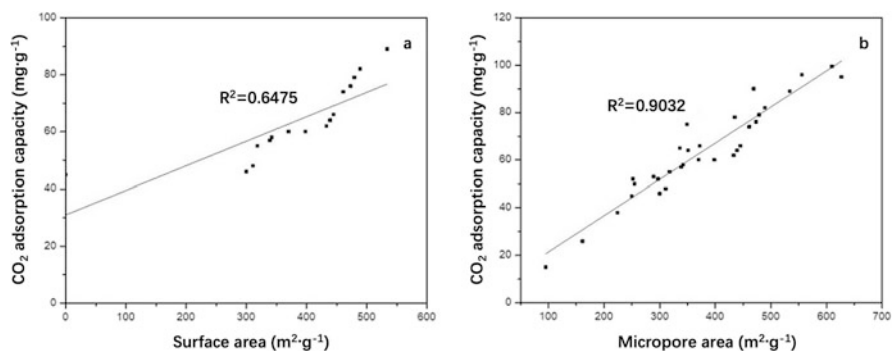 a
R²=0.6475
CO₂ adsorption capacity (mg·g⁻¹)
100
80
60
40
20
0
0 100 200 300 400 500 600
Surface area (m²·g⁻¹)
b
R²=0.9032
CO₂ adsorption capacity (mg·g⁻¹)
120
100
80
60
40
20
0
100 200 300 400 500 600 700
Micropore area (m²·g⁻¹)